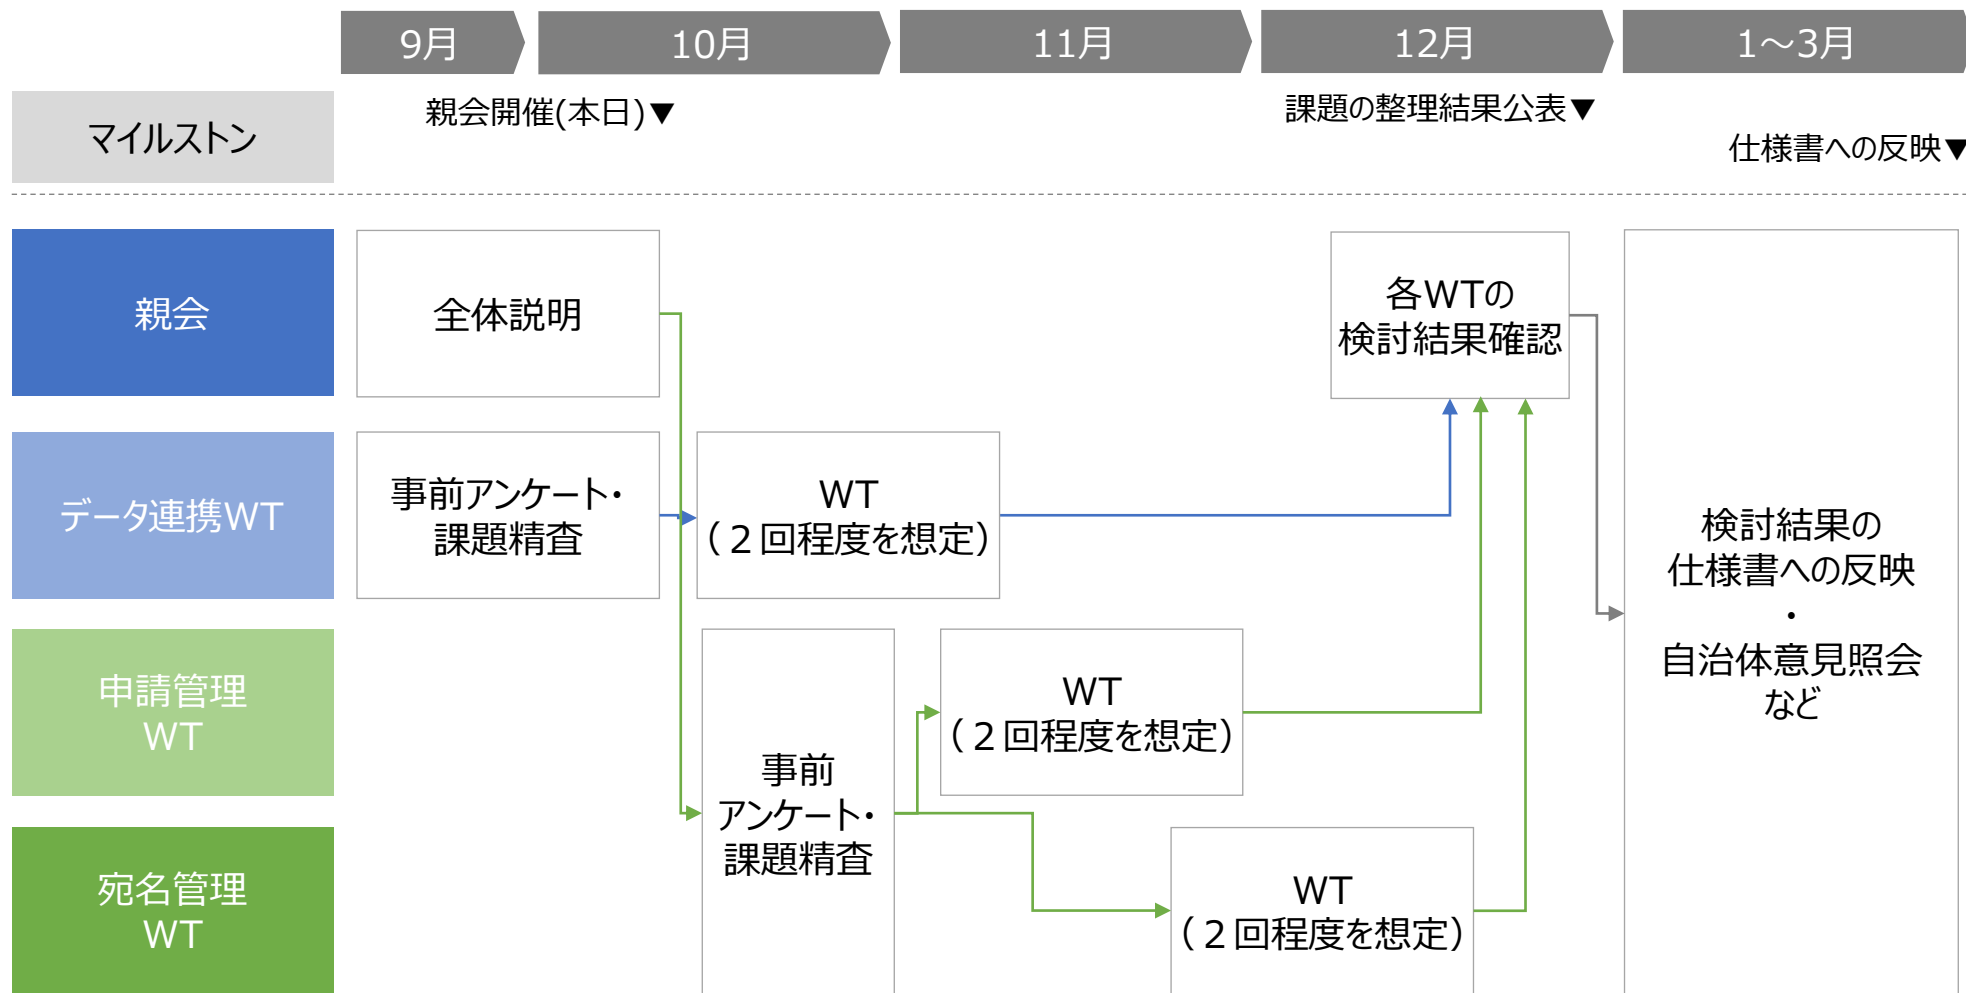 9月
10月
11月
12月
1～3月
マイルストン
親会開催(本日)▼
課題の整理結果公表▼
仕様書への反映▼
親会
全体説明
各WTの
検討結果確認
データ連携WT
事前アンケート・
課題精査
WT
（２回程度を想定）
検討結果の
仕様書への反映
・
自治体意見照会
など
申請管理
WT
事前
アンケート・
課題精査
WT
（２回程度を想定）
宛名管理
WT
WT
（２回程度を想定）